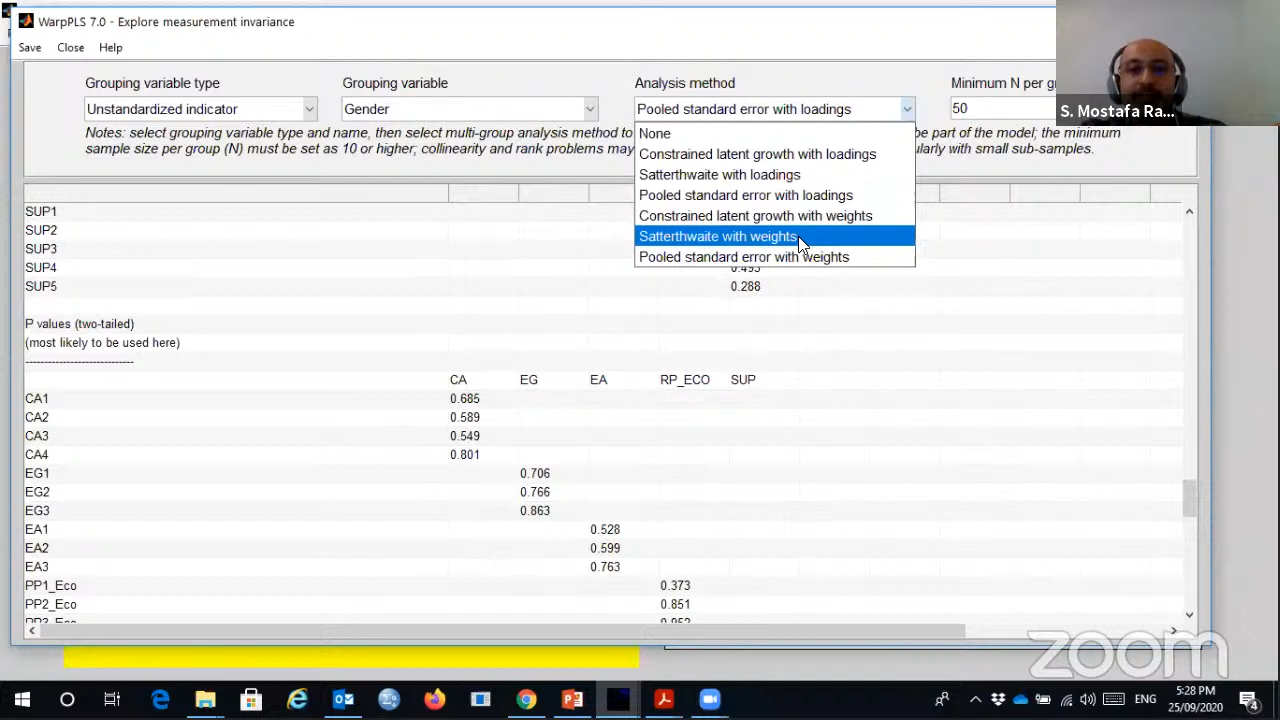 WarpPLS 7.0 - Explore measurement invariance
Save Close Help
Grouping variable type Grouping variable Analysis method Minimum N per gr
Unstandardized indicator Gender Pooled standard error with loadings 50
S. Mostafa Ra...
Notes: select grouping variable type and name, then select multi-group analysis method to be part of the model; the minimum
sample size per group (N) must be set as 10 or higher; collinearity and rank problems may ularly with small sub-samples.
None
Constrained latent growth with loadings
Satterthwaite with loadings
Pooled standard error with loadings
Constrained latent growth with weights
Satterthwaite with weights
Pooled standard error with weights
SUP1
SUP2
SUP3
SUP4 0.495
SUP5 0.288
P values (two-tailed)
(most likely to be used here)
-----------------------------
CA EG EA RP_ECO SUP
CA1 0.685
CA2 0.589
CA3 0.549
CA4 0.801
EG1 0.706
EG2 0.766
EG3 0.863
EA1 0.528
EA2 0.599
EA3 0.763
PP1_Eco 0.373
PP2_Eco 0.851
PP3_Eco 0.952
zoom
ENG 5:28 PM
25/09/2020
4